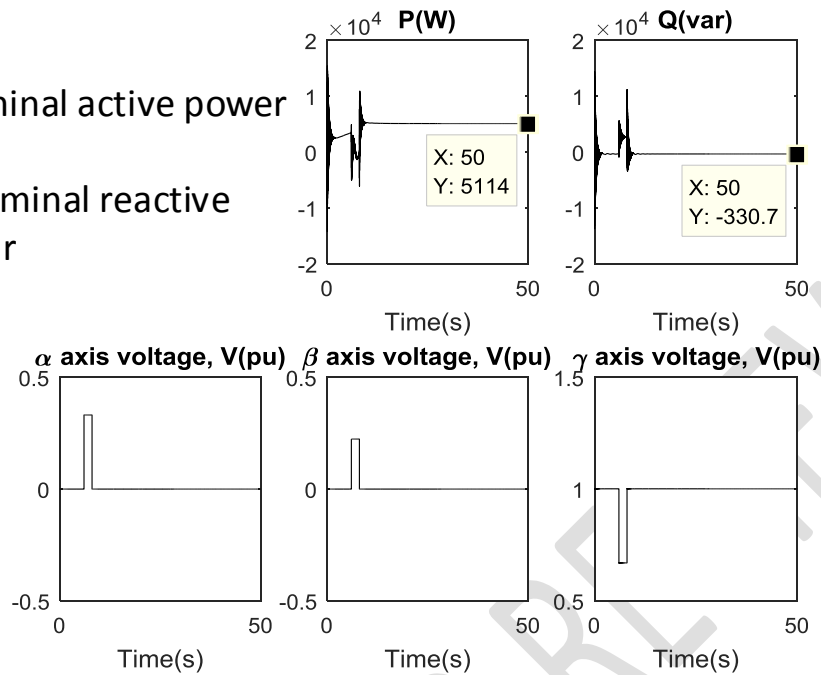 ×10⁴ P(W)
×10⁴ Q(var)
minal active power
minal reactive
r
2
1
0
-1
-2
0
50
Time(s)
X: 50
Y: 5114
2
1
0
-1
-2
0
50
Time(s)
X: 50
Y: -330.7
α axis voltage, V(pu)
0.5
0
-0.5
0
50
Time(s)
β axis voltage, V(pu)
0.5
0
-0.5
0
50
Time(s)
γ axis voltage, V(pu)
1.5
1
0.5
0
50
Time(s)